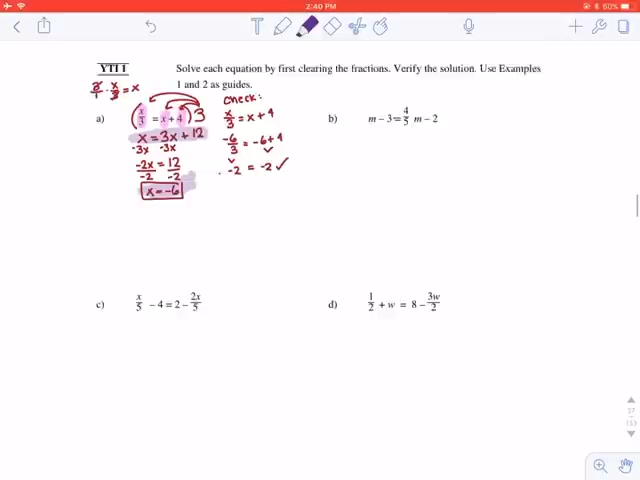 2:40 PM
YTI 1
Solve each equation by first clearing the fractions. Verify the solution. Use Examples
1 and 2 as guides.
3/1 · x/3 = x
a) (x/3 = x + 4) 3
x = 3x + 12
-3x -3x
-2x = 12
-2 -2
x = -6
check:
x/3 = x + 4
-6/3 = -6 + 4
-2 = -2 ✓
b) m − 3 = 4/5 m − 2
c) x/5 − 4 = 2 − 2x/5
d) 1/2 + w = 8 − 3w/2